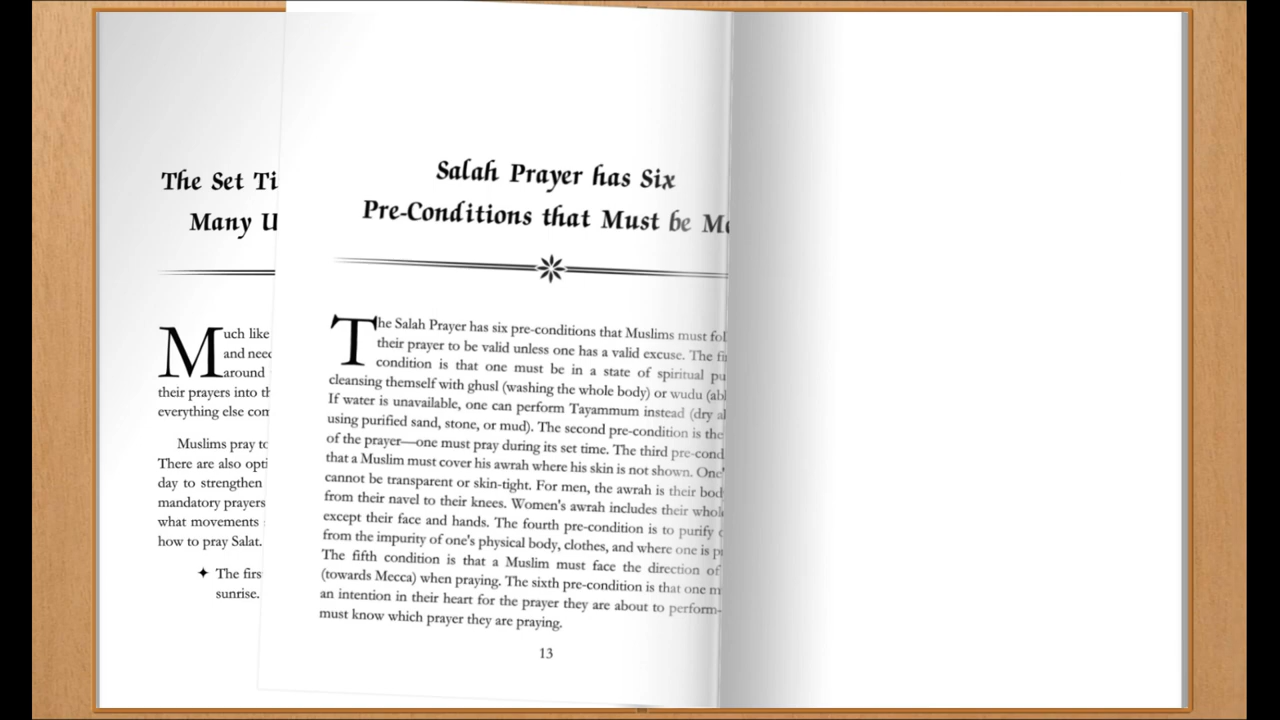 The Set Ti
Many U
Much like
and need
around
their prayers into th
everything else com
Muslims pray to
There are also opti
day to strengthen
mandatory prayers
what movements
how to pray Salat.
✦ The firs
sunrise.
Salah Prayer has Six
Pre-Conditions that Must be Me
The Salah Prayer has six pre-conditions that Muslims must fol
their prayer to be valid unless one has a valid excuse. The fi
condition is that one must be in a state of spiritual pu
cleansing themself with ghusl (washing the whole body) or wudu (abl
If water is unavailable, one can perform Tayammum instead (dry al
using purified sand, stone, or mud). The second pre-condition is the
of the prayer—one must pray during its set time. The third pre-cond
that a Muslim must cover his awrah where his skin is not shown. One'
cannot be transparent or skin-tight. For men, the awrah is their bod
from their navel to their knees. Women's awrah includes their whol
except their face and hands. The fourth pre-condition is to purify
from the impurity of one's physical body, clothes, and where one is p
The fifth condition is that a Muslim must face the direction of
(towards Mecca) when praying. The sixth pre-condition is that one m
an intention in their heart for the prayer they are about to perform-
must know which prayer they are praying.
13